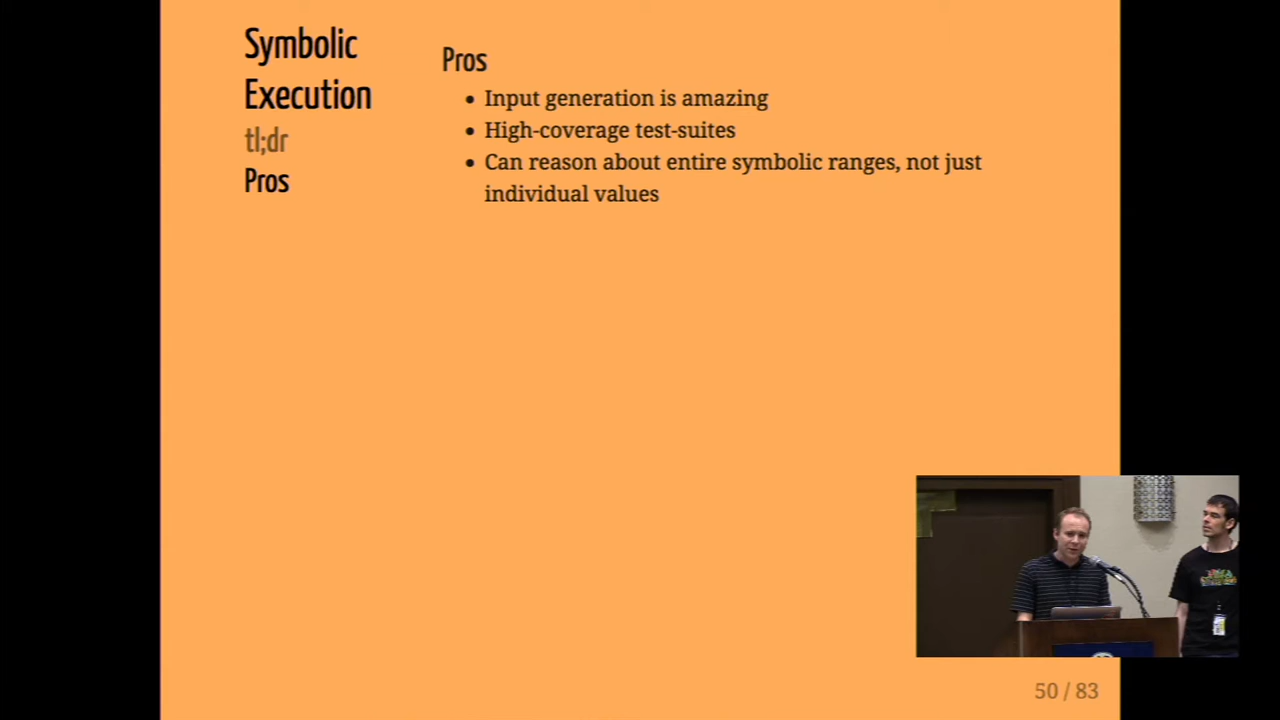 Symbolic
Execution
tl;dr
Pros
Pros
• Input generation is amazing
• High-coverage test-suites
• Can reason about entire symbolic ranges, not just
individual values
50 / 83